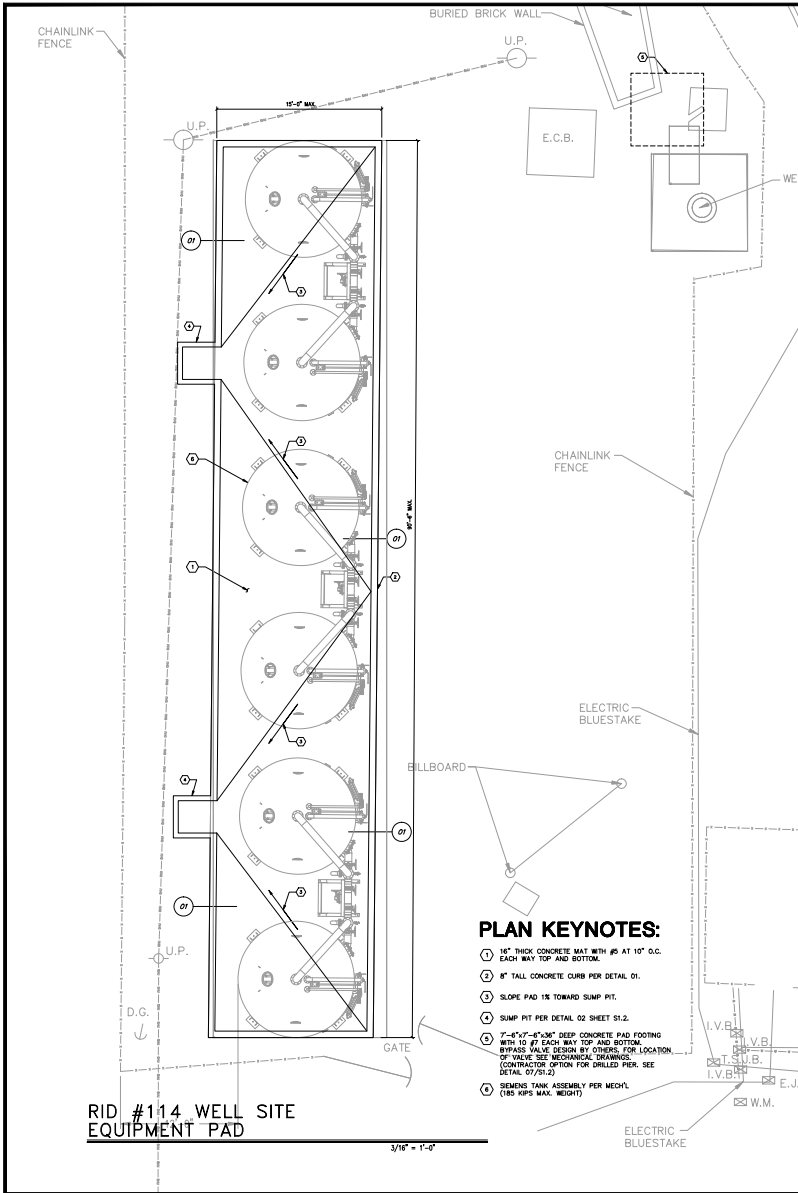 BURIED BRICK WALL
CHAINLINK
FENCE
U.P.
5
U.P.
15'-0" MAX.
E.C.B.
WE
01
3
4
3
6
CHAINLINK
FENCE
90'-6" MAX.
01
1
2
ELECTRIC
BLUESTAKE
3
BILLBOARD
4
01
3
01
PLAN KEYNOTES:
1 16" THICK CONCRETE MAT WITH #5 AT 10" O.C.
EACH WAY TOP AND BOTTOM.
2 8" TALL CONCRETE CURB PER DETAIL 01.
3 SLOPE PAD 1% TOWARD SUMP PIT.
4 SUMP PIT PER DETAIL 02 SHEET S1.2.
5 7'-6"x7'-6"x36" DEEP CONCRETE PAD FOOTING
WITH 10 #7 EACH WAY TOP AND BOTTOM.
BYPASS VALVE DESIGN BY OTHERS, FOR LOCATION
OF VALVE SEE MECHANICAL DRAWINGS.
(CONTRACTOR OPTION FOR DRILLED PIER. SEE
DETAIL 07/S1.2)
6 SIEMENS TANK ASSEMBLY PER MECH'L
(185 KIPS MAX. WEIGHT)
U.P.
D.G.
GATE
I.V.B.
I.V.B.
T.S.J.B.
I.V.B.
E.J.
W.M.
ELECTRIC
BLUESTAKE
RID #114 WELL SITE
EQUIPMENT PAD
3/16" = 1'-0"